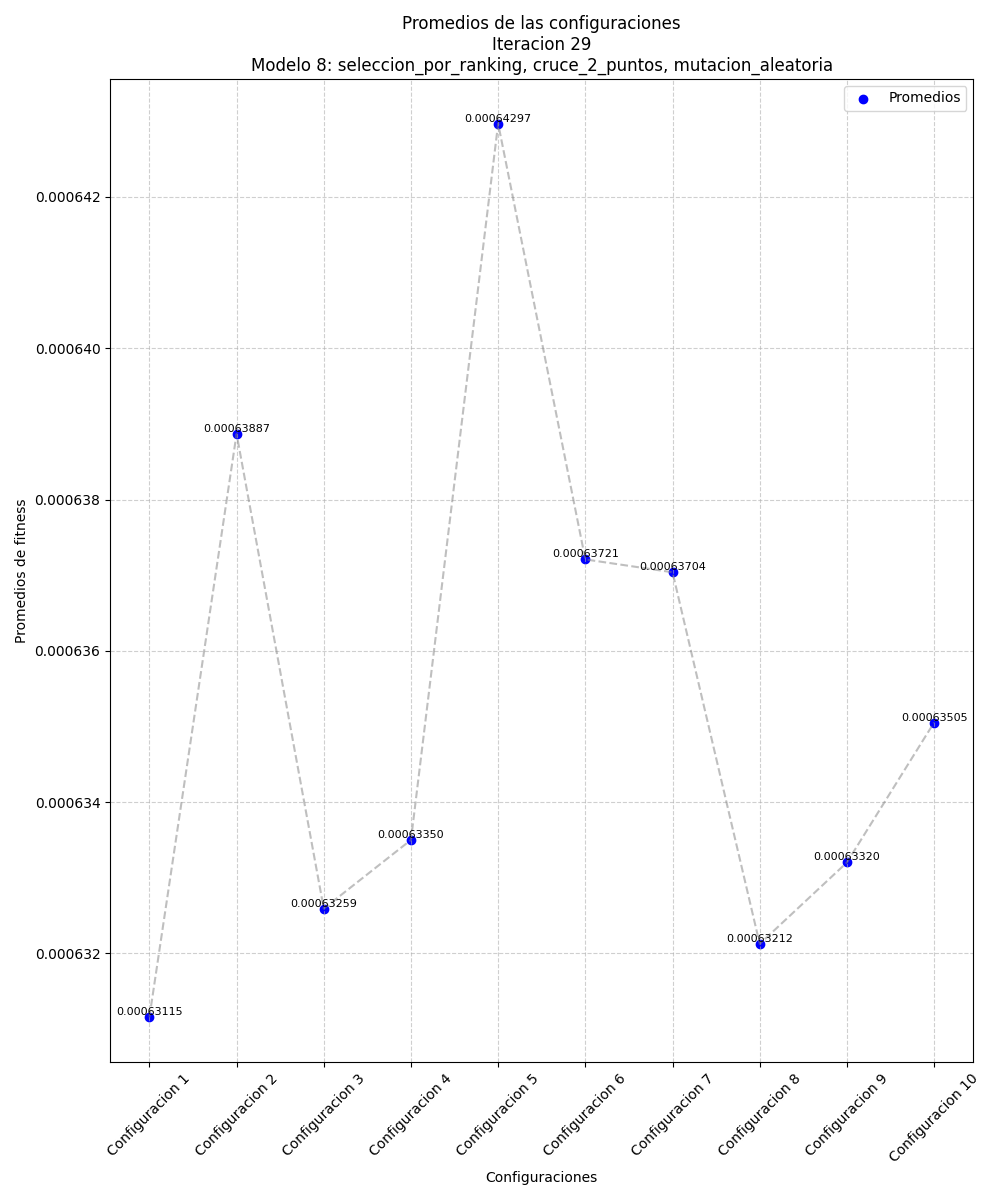 Promedios de las configuraciones
Iteracion 29
Modelo 8: seleccion_por_ranking, cruce_2_puntos, mutacion_aleatoria
Promedios
0.00064297
0.000642
0.000640
0.00063887
0.000638
0.00063721
0.00063704
0.000636
0.00063505
0.000634
0.00063350
0.00063320
0.00063259
0.00063212
0.000632
0.00063115
Promedios de fitness
Configuracion 1
Configuracion 2
Configuracion 3
Configuracion 4
Configuracion 5
Configuracion 6
Configuracion 7
Configuracion 8
Configuracion 9
Configuracion 10
Configuraciones